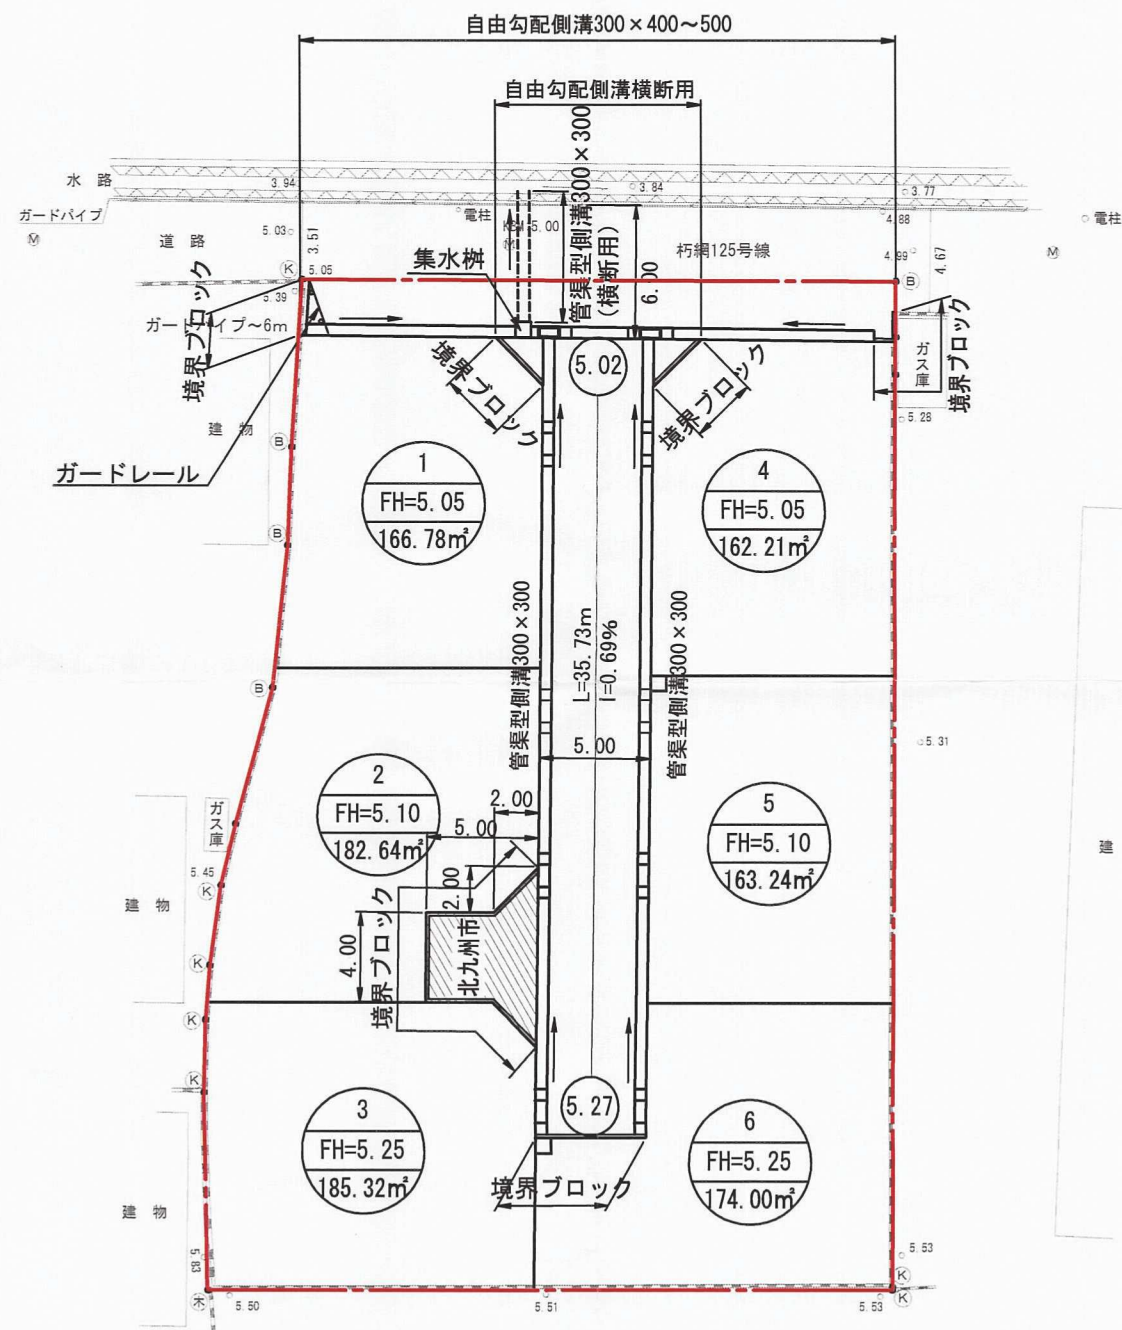 自由勾配側溝300×400～500
自由勾配側溝横断用
管渠型側溝300×300
(横断用)
水 路
3.94
3.84
3.77
ガードパイプ
M
道 路
5.03
3.51
電柱
5.00
M
6.00
朽網125号線
4.88
4.99
4.67
電柱
M
集水桝
K
5.05
B
5.39
ガードパイプ～6m
境界ブロック
境界ブロック
5.02
境界ブロック
ガス庫
境界ブロック
5.28
建 物
B
ガードレール
1
FH=5.05
166.78㎡
4
FH=5.05
162.21㎡
B
管渠型側溝300×300
L=35.73m
I=0.69%
管渠型側溝300×300
B
5.00
5.31
2
FH=5.10
182.64㎡
2.00
5.00
2.00
5
FH=5.10
163.24㎡
ガス庫
5.45
K
建 物
4.00
境界ブロック
北九州市
建
K
K
K
3
FH=5.25
185.32㎡
5.27
6
FH=5.25
174.00㎡
境界ブロック
建 物
5.83
5.53
K
5.50
5.51
5.53
K